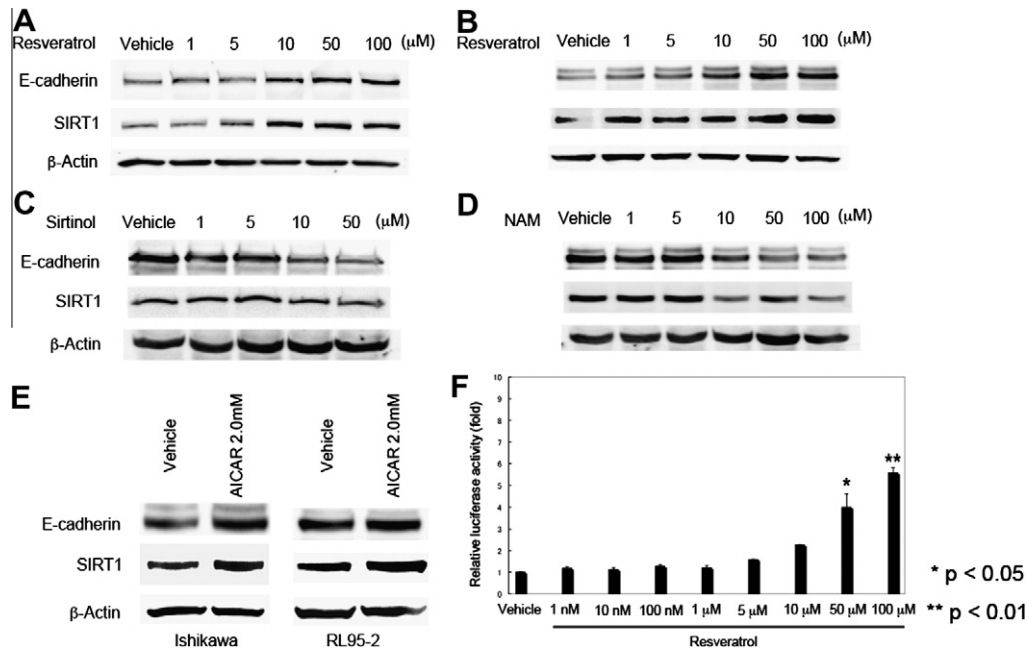 A
Resveratrol Vehicle 1 5 10 50 100 (μM)
E-cadherin
SIRT1
β-Actin
B
Resveratrol Vehicle 1 5 10 50 100 (μM)
C
Sirtinol Vehicle 1 5 10 50 (μM)
E-cadherin
SIRT1
β-Actin
D
NAM Vehicle 1 5 10 50 100 (μM)
E
Vehicle
AICAR 2.0mM
Vehicle
AICAR 2.0mM
E-cadherin
SIRT1
β-Actin
Ishikawa RL95-2
F
Relative luciferase activity (fold)
10
9
8
7
6
5
4
3
2
1
0
*
**
Vehicle 1 nM 10 nM 100 nM 1 μM 5 μM 10 μM 50 μM 100 μM
Resveratrol
* p < 0.05
** p < 0.01